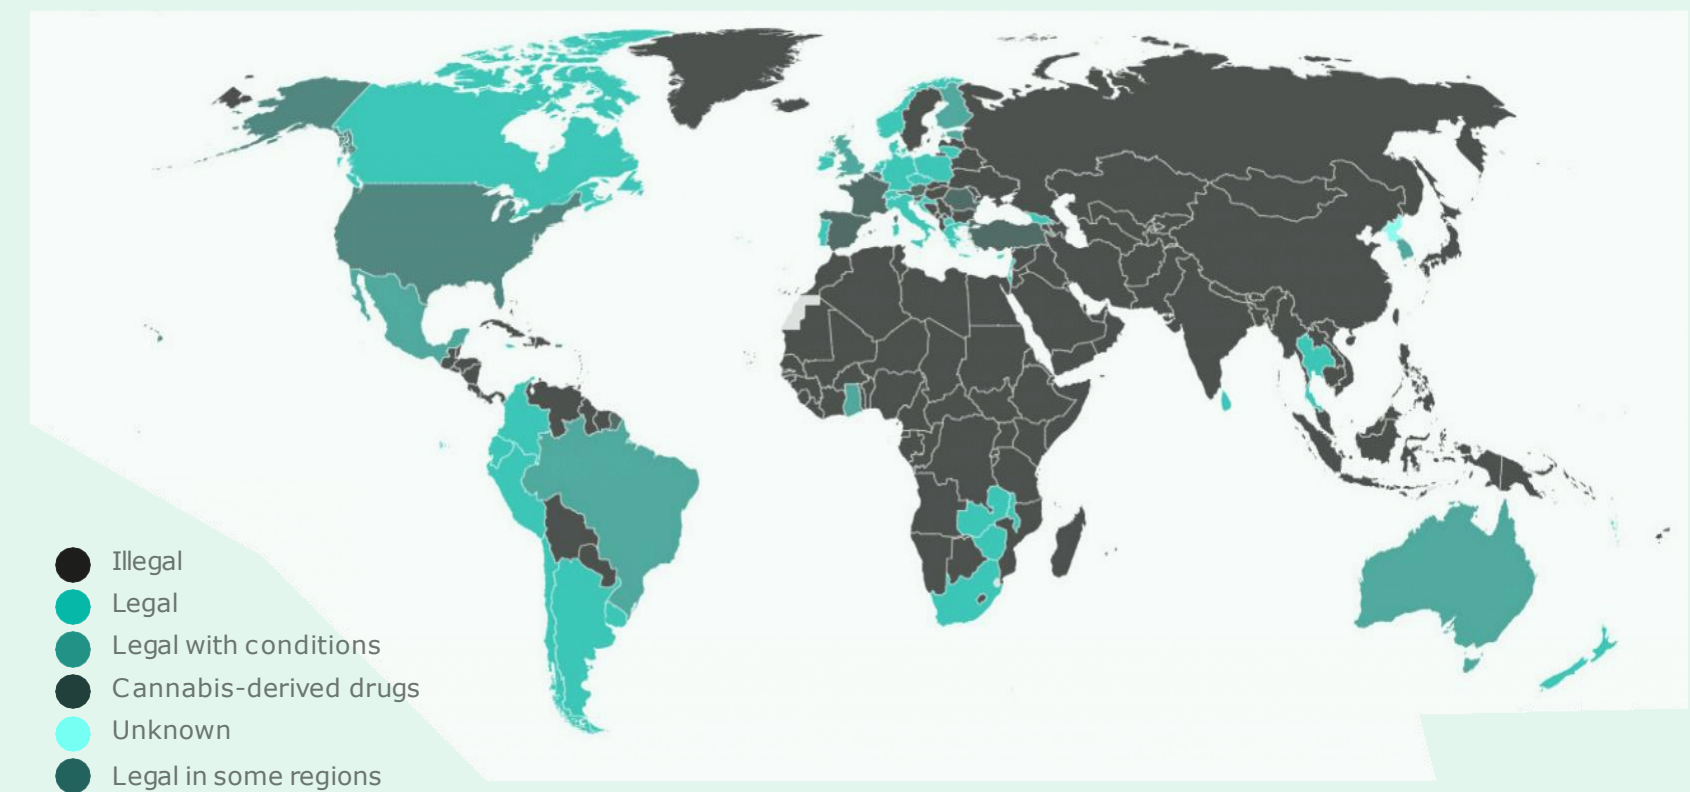 Illegal
Legal
Legal with conditions
Cannabis-derived drugs
Unknown
Legal in some regions